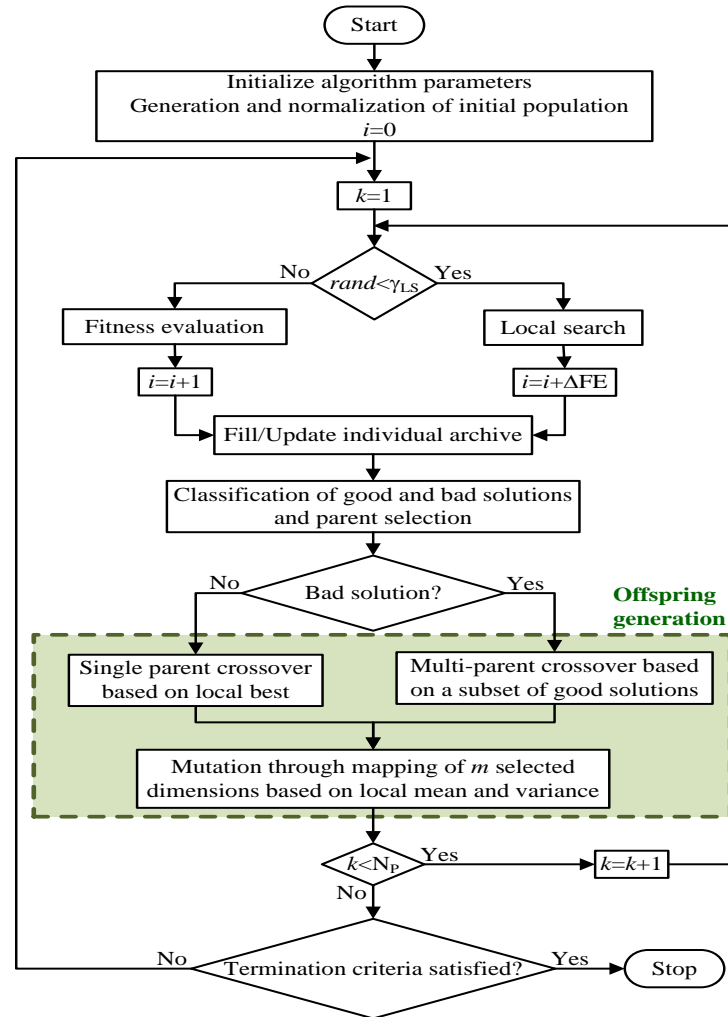 Start
Initialize algorithm parameters
Generation and normalization of initial population
i=0
k=1
No
rand<γLS
Yes
Fitness evaluation
Local search
i=i+1
i=i+ΔFE
Fill/Update individual archive
Classification of good and bad solutions
and parent selection
No
Bad solution?
Yes
Offspring
generation
Single parent crossover
based on local best
Multi-parent crossover based
on a subset of good solutions
Mutation through mapping of m selected
dimensions based on local mean and variance
k<NP
Yes
k=k+1
No
No
Termination criteria satisfied?
Yes
Stop